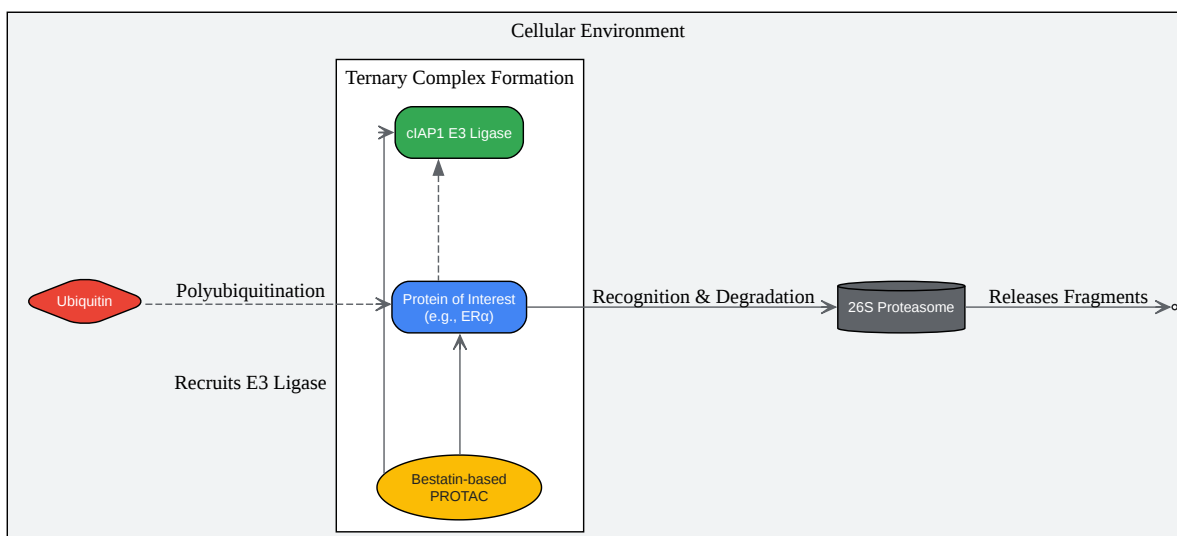 Cellular Environment
Ternary Complex Formation
cIAP1 E3 Ligase
Ubiquitin
Polyubiquitination
Protein of Interest
(e.g., ERα)
Recognition & Degradation
26S Proteasome
Releases Fragments
Recruits E3 Ligase
Bestatin-based
PROTAC